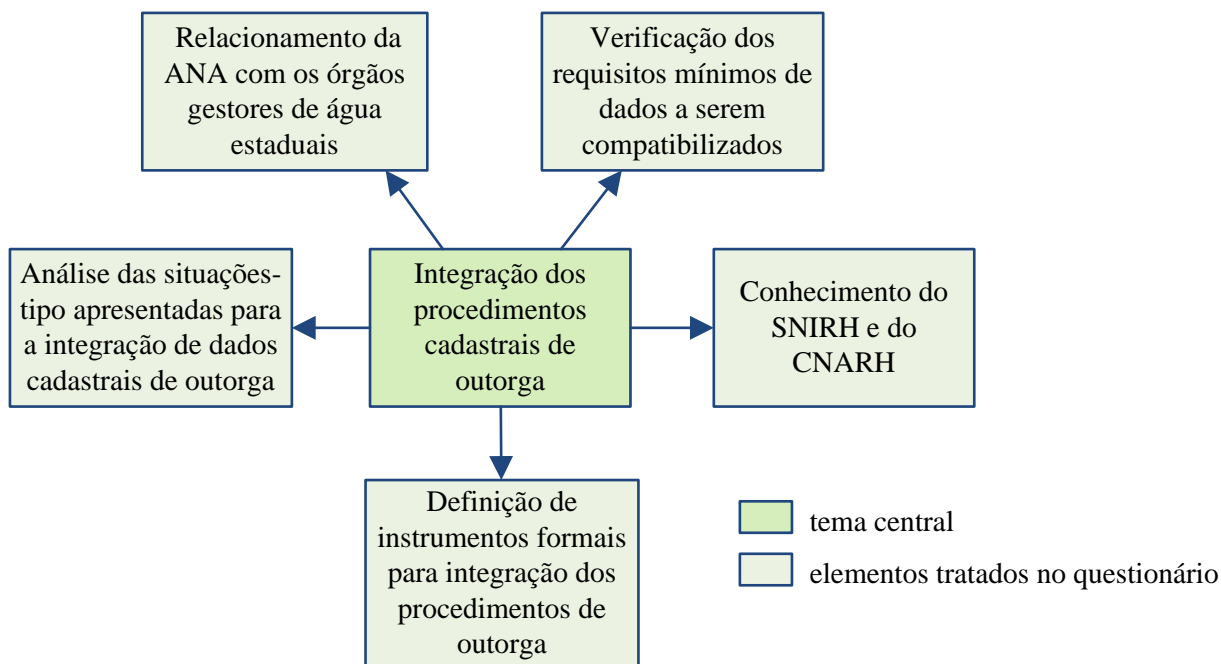 Relacionamento da
ANA com os órgãos
gestores de água
estaduais
Verificação dos
requisitos mínimos de
dados a serem
compatibilizados
Análise das situações-
tipo apresentadas para
a integração de dados
cadastrais de outorga
Integração dos
procedimentos
cadastrais de
outorga
Conhecimento do
SNIRH e do
CNARH
Definição de
instrumentos formais
para integração dos
procedimentos de
outorga
tema central
elementos tratados no questionário